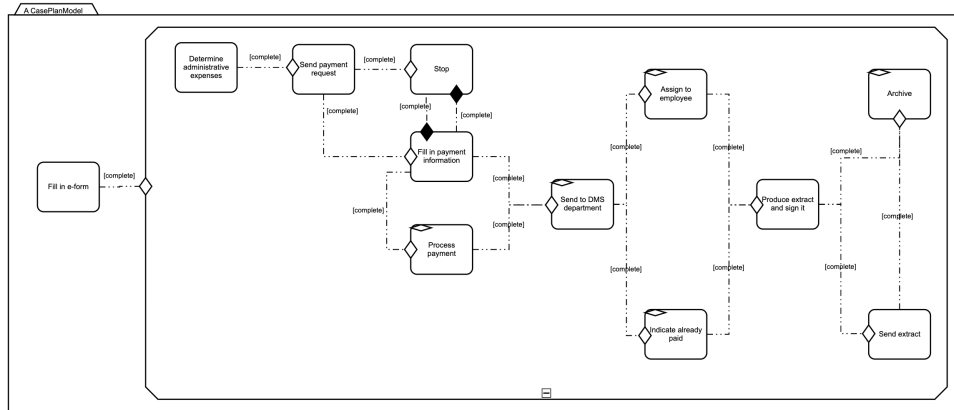 A CasePlanModel
Determine
administrative
expenses
[complete]
Send payment
request
[complete]
Stop
[complete]
[complete]
[complete]
Fill in payment
information
[complete]
[complete]
Process
payment
[complete]
Fill in e-form
[complete]
Send to DMS
department
[complete]
Assign to
employee
[complete]
[complete]
Indicate already
paid
[complete]
Produce extract
and sign it
[complete]
Archive
[complete]
[complete]
Send extract